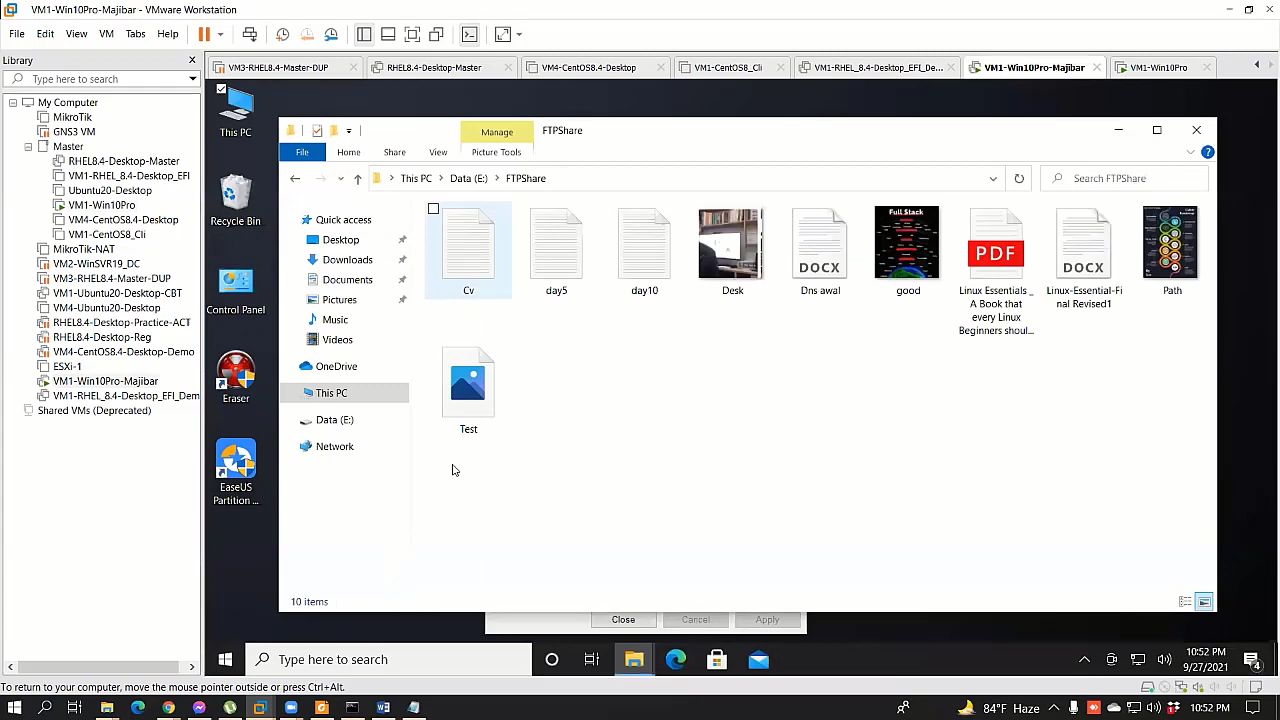 VM1-Win10Pro-Majibar - VMware Workstation
File Edit View VM Tabs Help
Library
Type here to search
My Computer
MikroTik
GNS3 VM
Master
RHEL8.4-Desktop-Master
VM1-RHEL_8.4-Desktop_EFI
Ubuntu20-Desktop
VM1-Win10Pro
VM4-CentOS8.4-Desktop
VM1-CentOS8_Cli
MikroTik-NAT
VM2-WinSVR19_DC
VM3-RHEL8.4-Master-DUP
VM1-Ubuntu20-Desktop-CBT
VM4-Ubuntu20-Desktop
RHEL8.4-Desktop-Practice-ACT
RHEL8.4-Desktop-Reg
VM4-CentOS8.4-Desktop-Demo
ESXi-1
VM1-Win10Pro-Majibar
VM1-RHEL_8.4-Desktop_EFI_Dem
Shared VMs (Deprecated)
VM3-RHEL8.4-Master-DUP RHEL8.4-Desktop-Master VM4-CentOS8.4-Desktop VM1-CentOS8_Cli VM1-RHEL_8.4-Desktop_EFI_De... VM1-Win10Pro-Majibar VM1-Win10Pro
This PC
Recycle Bin
Control Panel
Eraser
EaseUS
Partition ...
Manage FTPShare
File Home Share View Picture Tools
This PC Data (E:) FTPShare
Search FTPShare
Quick access
Desktop
Downloads
Documents
Pictures
Music
Videos
OneDrive
This PC
Data (E:)
Network
Full Stack
PDF
DOCX
DOCX
Cv
day5
day10
Desk
Dns awal
good
Linux Essentials _
A Book that
every Linux
Beginners shoul...
Linux-Essential-Fi
nal Revised1
Path
Test
10 items
Close Cancel Apply
Type here to search
10:52 PM
9/27/2021
4
To return to your computer, move the mouse pointer outside or press Ctrl+Alt.
84°F Haze
10:52 PM